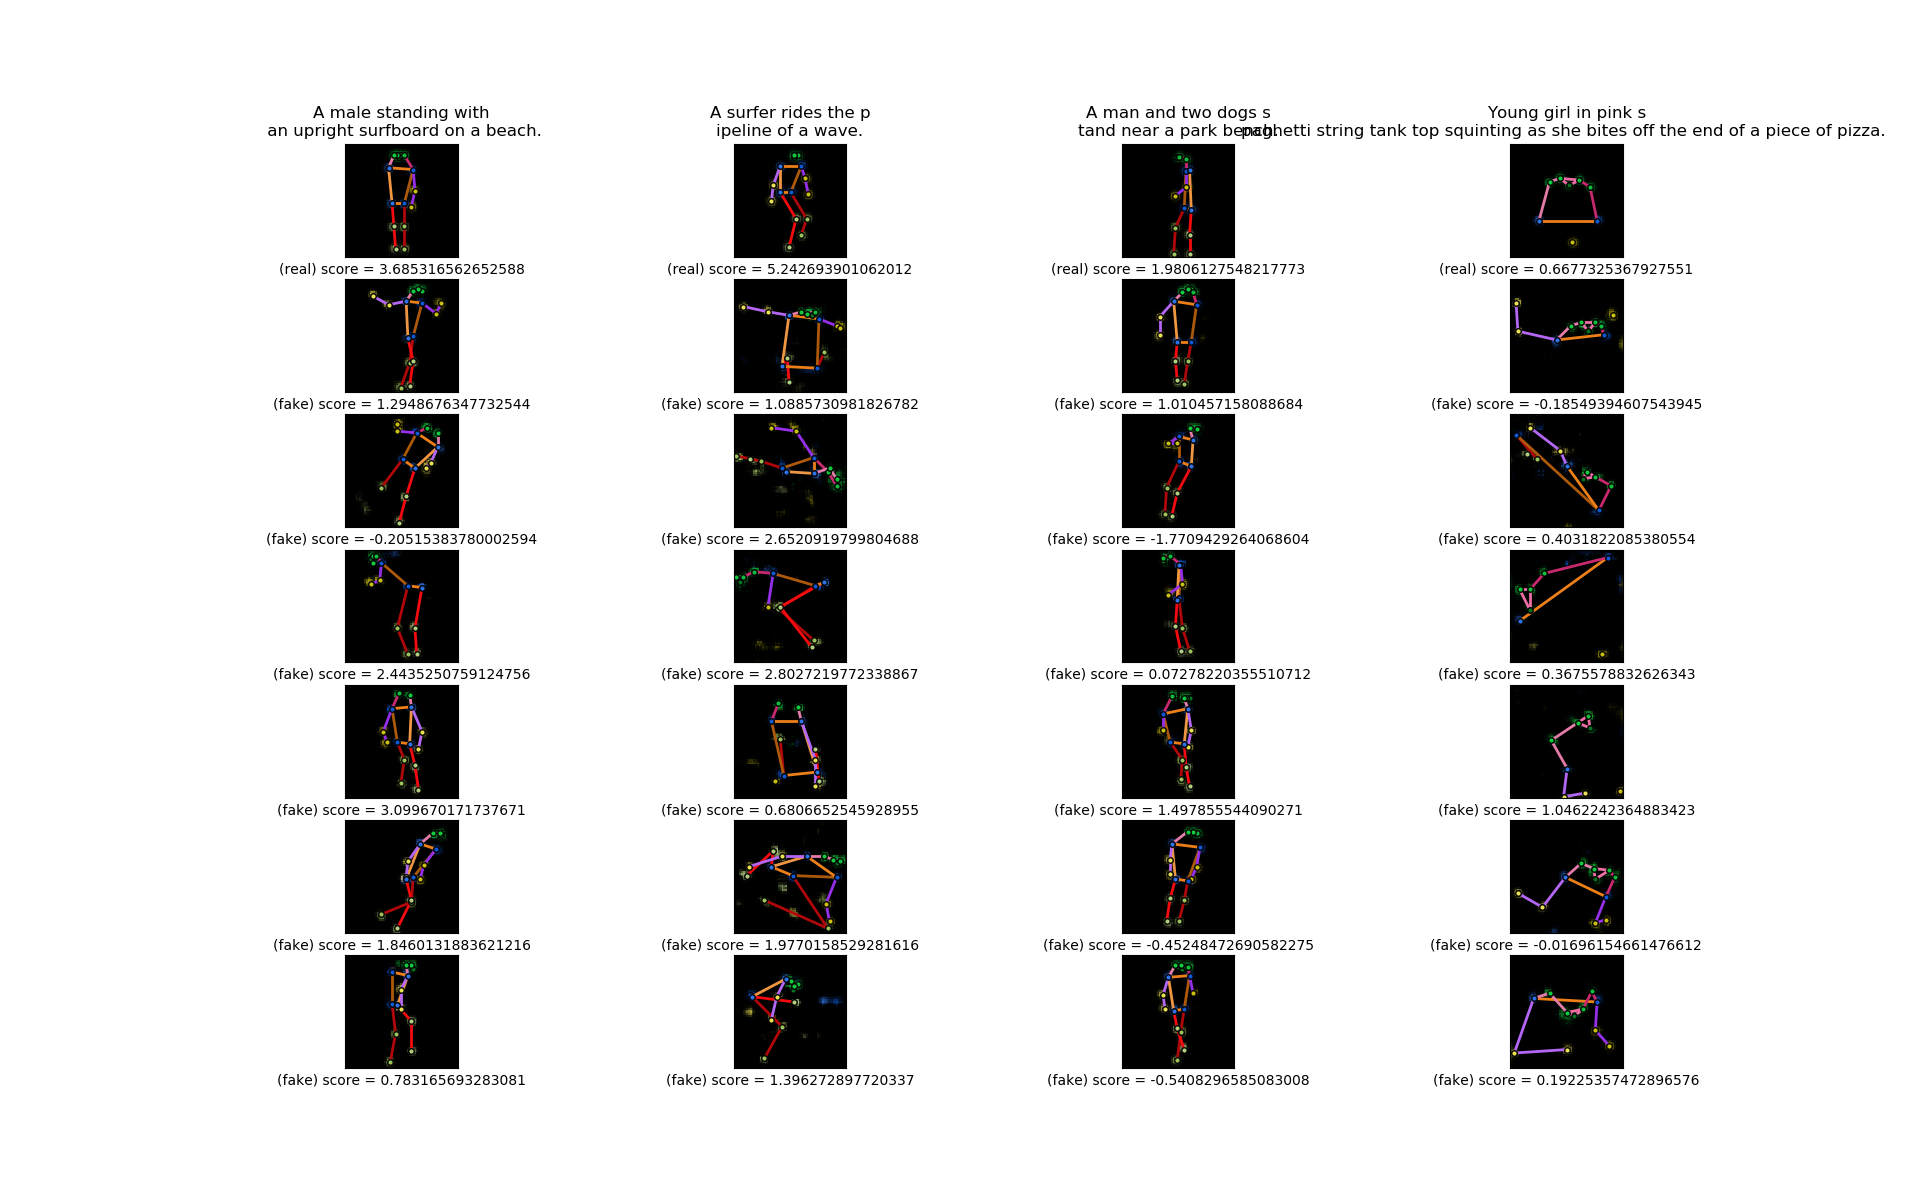 A male standing with
an upright surfboard on a beach.
A surfer rides the p
ipeline of a wave.
A man and two dogs s
tand near a park bench.
Young girl in pink s
paghetti string tank top squinting as she bites off the end of a piece of pizza.
(real) score = 3.685316562652588
(real) score = 5.242693901062012
(real) score = 1.9806127548217773
(real) score = 0.6677325367927551
(fake) score = 1.2948676347732544
(fake) score = 1.0885730981826782
(fake) score = 1.010457158088684
(fake) score = -0.18549394607543945
(fake) score = -0.20515383780002594
(fake) score = 2.6520919799804688
(fake) score = -1.7709429264068604
(fake) score = 0.4031822085380554
(fake) score = 2.4435250759124756
(fake) score = 2.8027219772338867
(fake) score = 0.07278220355510712
(fake) score = 0.3675578832626343
(fake) score = 3.099670171737671
(fake) score = 0.6806652545928955
(fake) score = 1.497855544090271
(fake) score = 1.0462242364883423
(fake) score = 1.8460131883621216
(fake) score = 1.9770158529281616
(fake) score = -0.45248472690582275
(fake) score = -0.01696154661476612
(fake) score = 0.783165693283081
(fake) score = 1.396272897720337
(fake) score = -0.5408296585083008
(fake) score = 0.19225357472896576